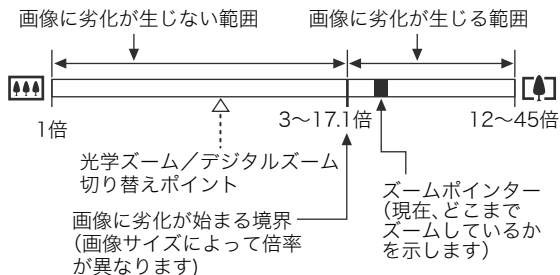 画像に劣化が生じない範囲
画像に劣化が生じる範囲
1倍
3〜17.1倍
12〜45倍
光学ズーム／デジタルズーム
切り替えポイント
画像に劣化が始まる境界
(画像サイズによって倍率
が異なります)
ズームポインター
(現在、どこまで
ズームしているか
を示します)